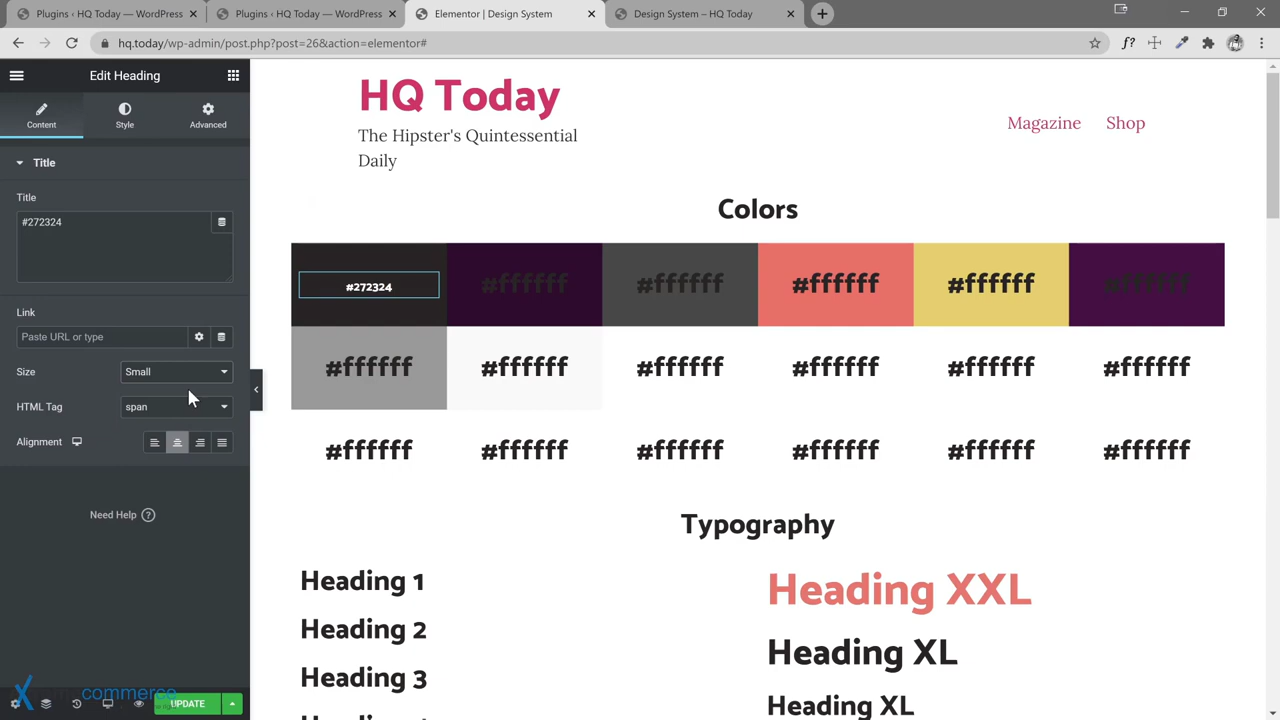 Plugins ‹ HQ Today — WordPress
Plugins ‹ HQ Today — WordPress
Elementor | Design System
Design System – HQ Today
hq.today/wp-admin/post.php?post=26&action=elementor#
f?
Edit Heading
Content
Style
Advanced
Title
Title
#272324
Link
Paste URL or type
Size
Small
HTML Tag
span
Alignment
Need Help ?
UPDATE
HQ Today
The Hipster's Quintessential
Daily
Magazine
Shop
Colors
#272324 #ffffff #ffffff #ffffff #ffffff #ffffff
#ffffff #ffffff #ffffff #ffffff #ffffff #ffffff
#ffffff #ffffff #ffffff #ffffff #ffffff #ffffff
Typography
Heading 1
Heading 2
Heading 3
Heading XXL
Heading XL
Heading XL